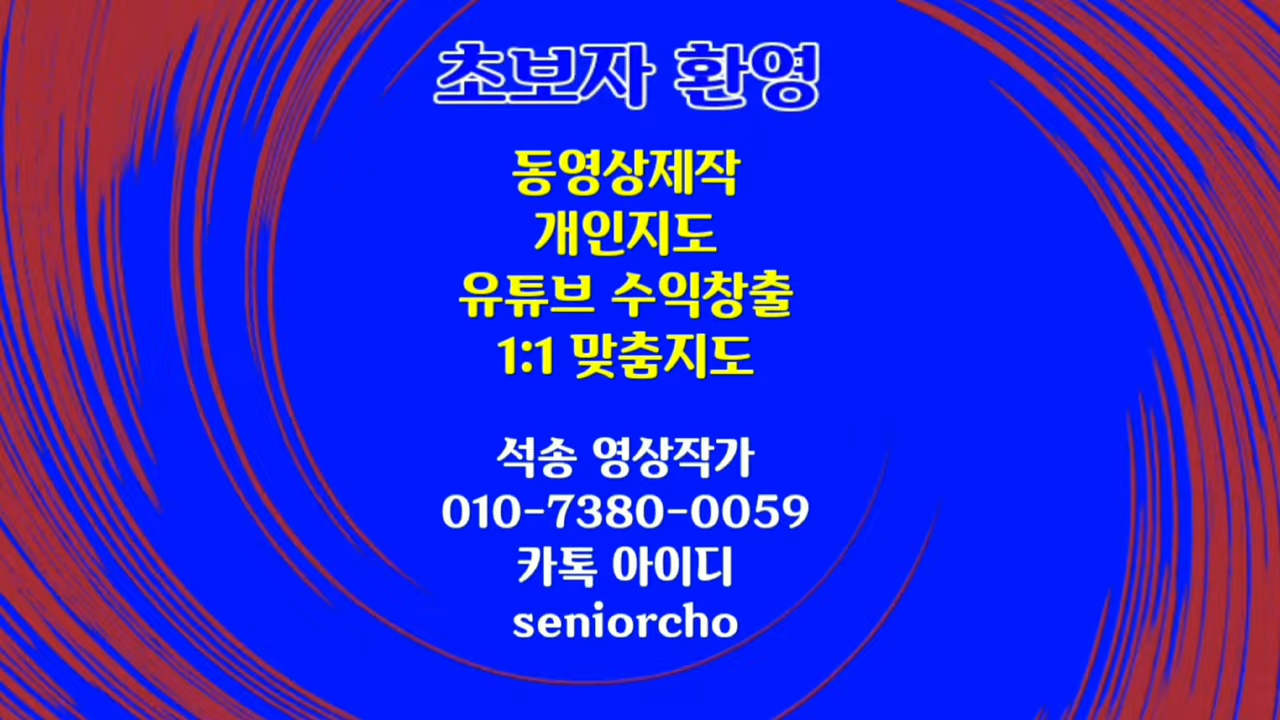 초보자 환영
동영상제작
개인지도
유튜브 수익창출
1:1 맞춤지도
석송 영상작가
010-7380-0059
카톡 아이디
seniorcho